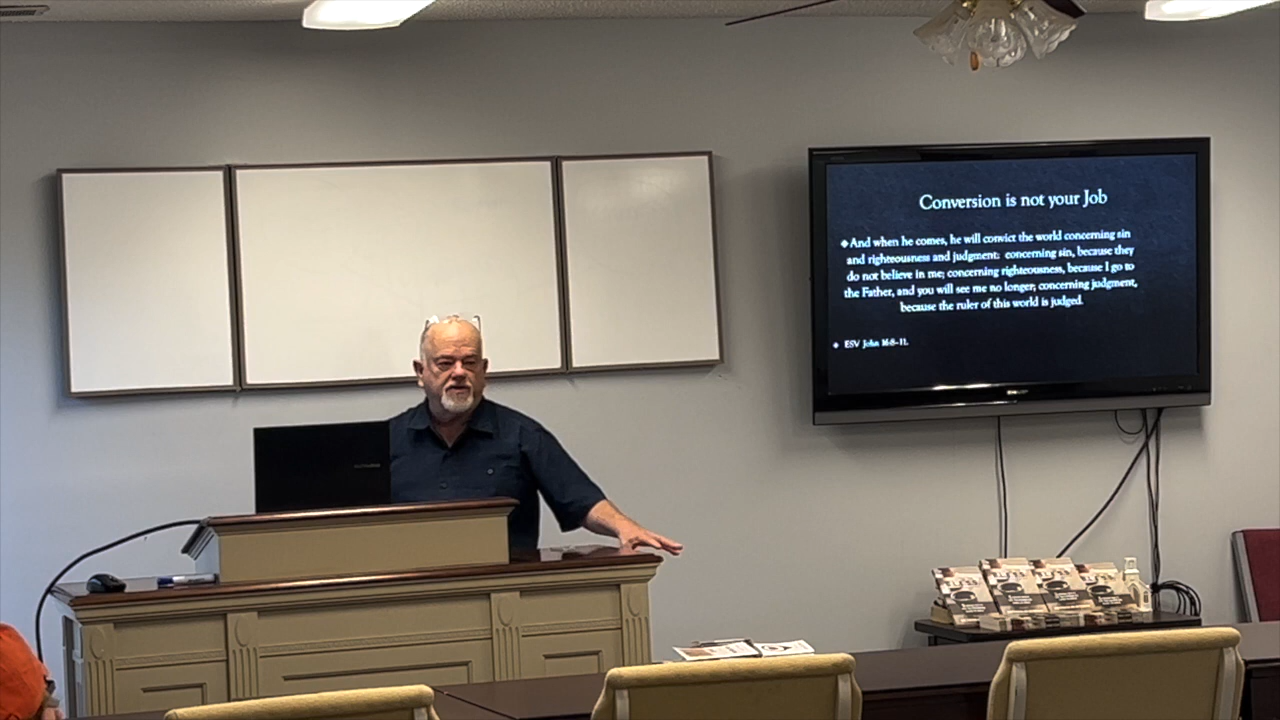 Conversion is not your Job
❖ And when he comes, he will convict the world concerning sin
and righteousness and judgment: concerning sin, because they
do not believe in me; concerning righteousness, because I go to
the Father, and you will see me no longer; concerning judgment,
because the ruler of this world is judged.
❖ ESV John 16:8–11.